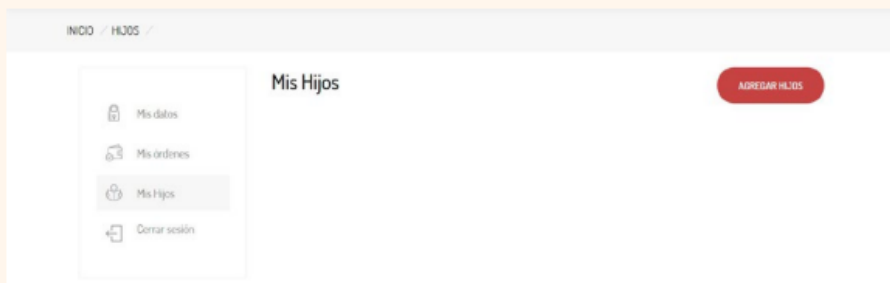 INICIO / HIJOS /
Mis Hijos
AGREGAR HIJOS
Mis datos
Mis órdenes
Mis Hijos
Cerrar sesión